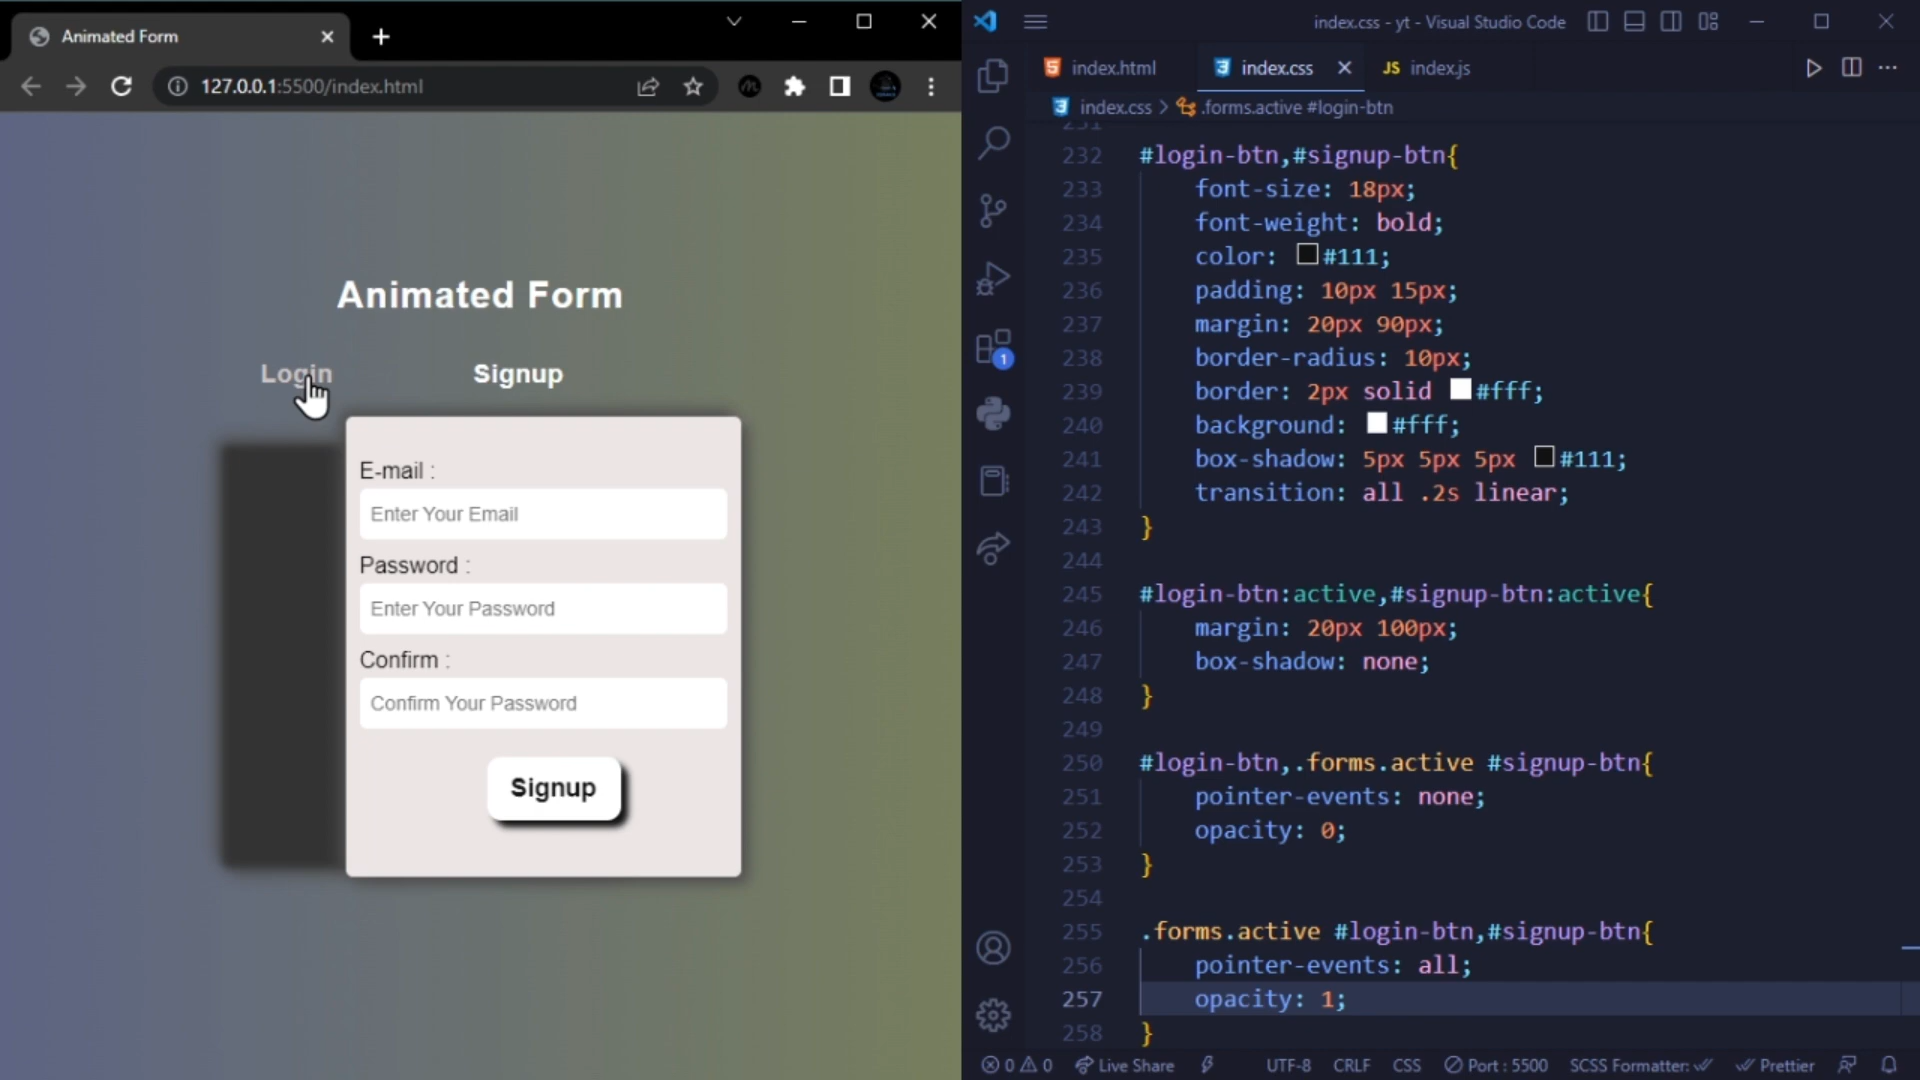 Animated Form
127.0.0.1:5500/index.html
Animated Form
Login
Signup
E-mail :
Enter Your Email
Password :
Enter Your Password
Confirm :
Confirm Your Password
Signup
index.css - yt - Visual Studio Code
index.html
index.css
JS index.js
index.css > .forms.active #login-btn
1
231
232 #login-btn,#signup-btn{
233 font-size: 18px;
234 font-weight: bold;
235 color: #111;
236 padding: 10px 15px;
237 margin: 20px 90px;
238 border-radius: 10px;
239 border: 2px solid #fff;
240 background: #fff;
241 box-shadow: 5px 5px 5px #111;
242 transition: all .2s linear;
243 }
244
245 #login-btn:active,#signup-btn:active{
246 margin: 20px 100px;
247 box-shadow: none;
248 }
249
250 #login-btn,.forms.active #signup-btn{
251 pointer-events: none;
252 opacity: 0;
253 }
254
255 .forms.active #login-btn,#signup-btn{
256 pointer-events: all;
257 opacity: 1;
258 }
0 0 Live Share UTF-8 CRLF CSS Port : 5500 SCSS Formatter: Prettier